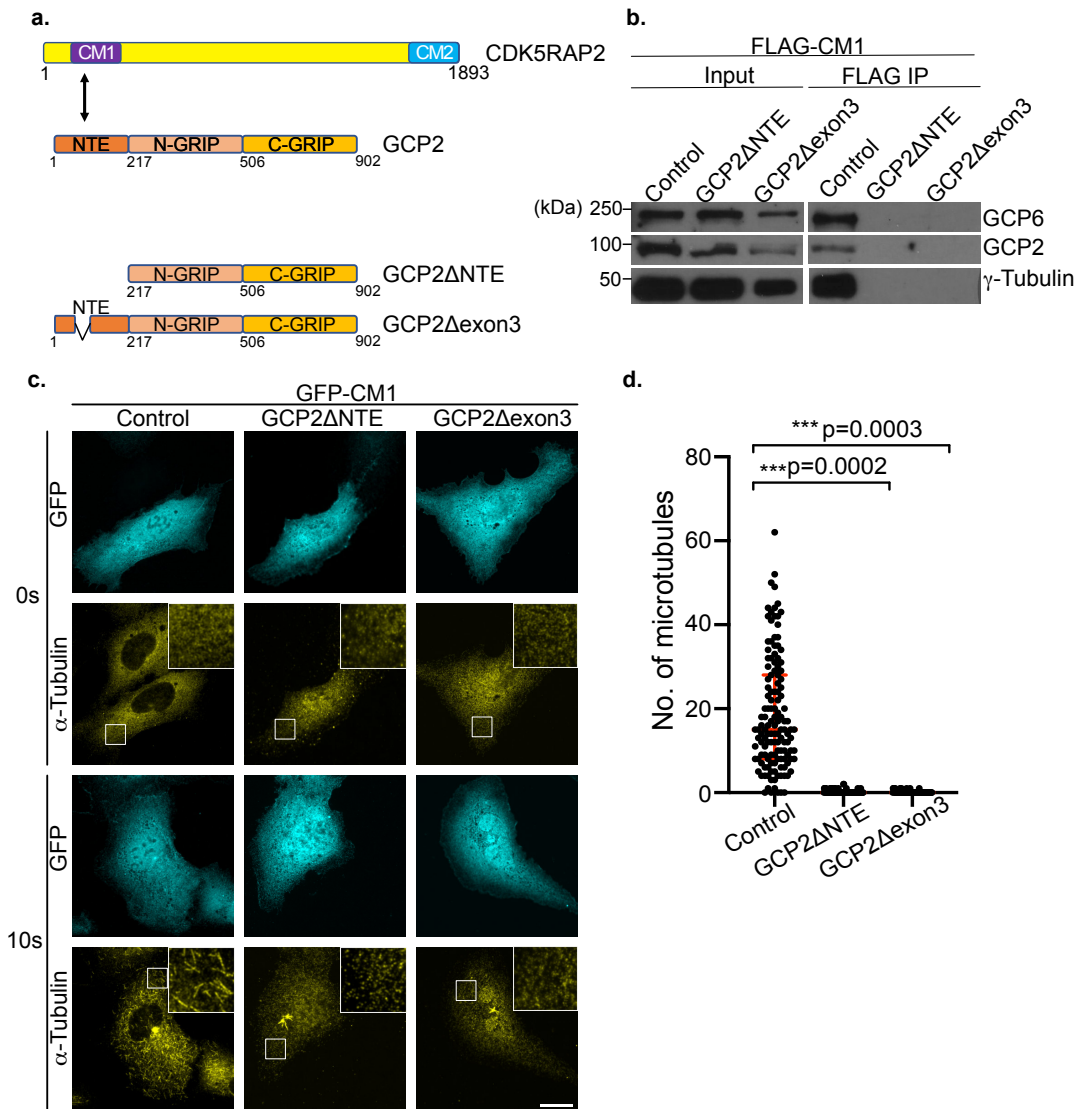 a.
CM1
CM2
CDK5RAP2
1
1893
NTE
N-GRIP
C-GRIP
GCP2
1
217
506
902
N-GRIP
C-GRIP
GCP2ΔNTE
217
506
902
NTE
N-GRIP
C-GRIP
GCP2Δexon3
1
217
506
902
b.
FLAG-CM1
Input
FLAG IP
Control
GCP2ΔNTE
GCP2Δexon3
Control
GCP2ΔNTE
GCP2Δexon3
(kDa)
250
GCP6
100
GCP2
50
γ-Tubulin
c.
GFP-CM1
Control
GCP2ΔNTE
GCP2Δexon3
0s
GFP
α-Tubulin
10s
GFP
α-Tubulin
d.
*** p=0.0003
***p=0.0002
No. of microtubules
80
60
40
20
0
Control
GCP2ΔNTE
GCP2Δexon3